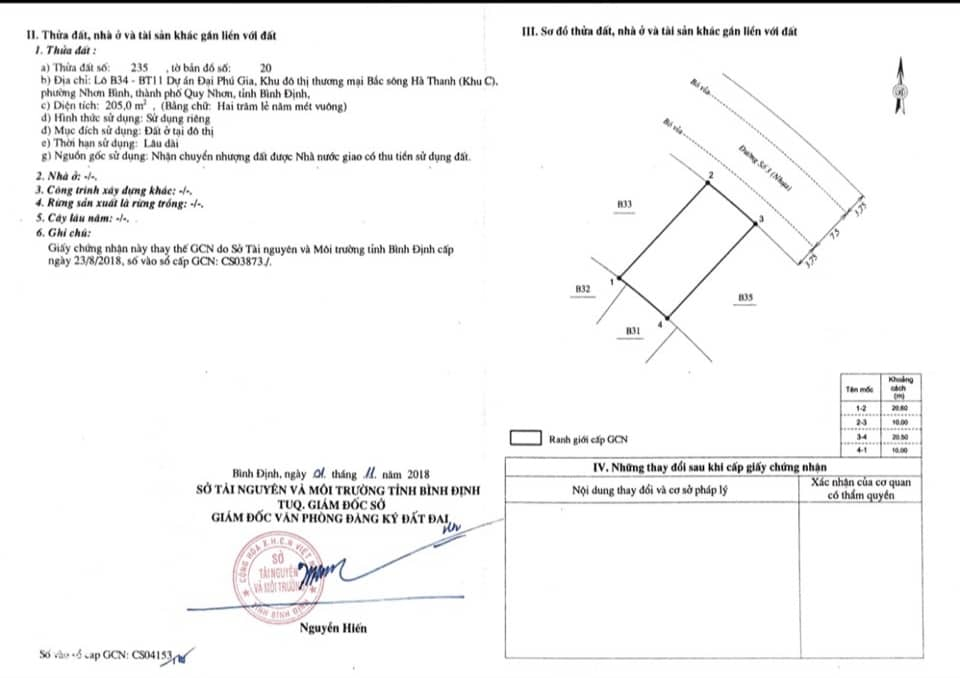 II. Thửa đất, nhà ở và tài sản khác gắn liền với đất
1. Thửa đất :
a) Thửa đất số: 235 , tờ bản đồ số: 20
b) Địa chỉ: Lô B34 - BT11 Dự án Đại Phú Gia, Khu đô thị thương mại Bắc sông Hà Thanh (Khu C),
phường Nhơn Bình, thành phố Quy Nhơn, tỉnh Bình Định,
c) Diện tích: 205,0 m² , (Bằng chữ: Hai trăm lẻ năm mét vuông)
d) Hình thức sử dụng: Sử dụng riêng
đ) Mục đích sử dụng: Đất ở tại đô thị
e) Thời hạn sử dụng: Lâu dài
g) Nguồn gốc sử dụng: Nhận chuyển nhượng đất được Nhà nước giao có thu tiền sử dụng đất.
2. Nhà ở: -/-.
3. Công trình xây dựng khác: -/-.
4. Rừng sản xuất là rừng trồng: -/-.
5. Cây lâu năm: -/-.
6. Ghi chú:
Giấy chứng nhận này thay thế GCN do Sở Tài nguyên và Môi trường tỉnh Bình Định cấp
ngày 23/8/2018, số vào sổ cấp GCN: CS03873./.
Bình Định, ngày 01 tháng 11 năm 2018
SỞ TÀI NGUYÊN VÀ MÔI TRƯỜNG TỈNH BÌNH ĐỊNH
TUQ. GIÁM ĐỐC SỞ
GIÁM ĐỐC VĂN PHÒNG ĐĂNG KÝ ĐẤT ĐAI
CỘNG HÒA X.H.C.N VIỆT
SỞ
TÀI NGUYÊN
VÀ MÔI TRƯỜNG
TỈNH BÌNH ĐỊNH
Nguyễn Hiến
Số vào sổ cấp GCN: CS04153
III. Sơ đồ thửa đất, nhà ở và tài sản khác gắn liền với đất
Bó vỉa
Bó vỉa
Đường Số 3 (Nhựa)
2
B33
3
3,75
7,5
3,75
1
B32
B35
4
B31
Tên mốc Khoảng cách (m)
1-2 20.50
2-3 10.00
3-4 20.50
4-1 10.00
Ranh giới cấp GCN
IV. Những thay đổi sau khi cấp giấy chứng nhận
Nội dung thay đổi và cơ sở pháp lý
Xác nhận của cơ quan
có thẩm quyền